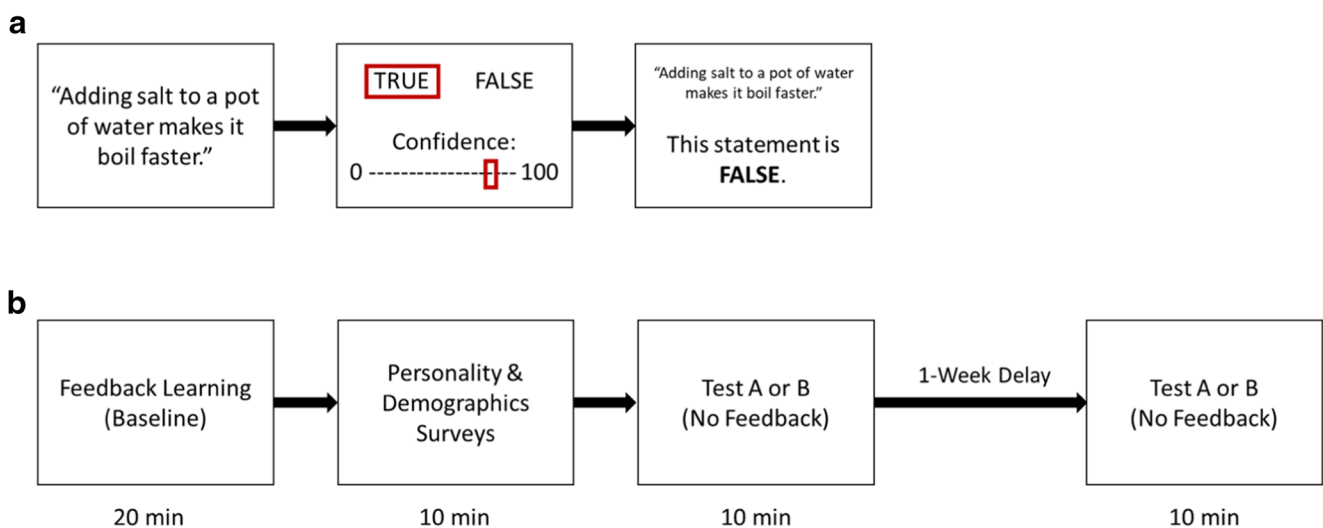 a
“Adding salt to a pot
of water makes it
boil faster.”
TRUE FALSE
Confidence:
0 ---------------------- 100
“Adding salt to a pot of water
makes it boil faster.”
This statement is
FALSE.
b
Feedback Learning
(Baseline)
20 min
Personality &
Demographics
Surveys
10 min
Test A or B
(No Feedback)
10 min
1-Week Delay
Test A or B
(No Feedback)
10 min